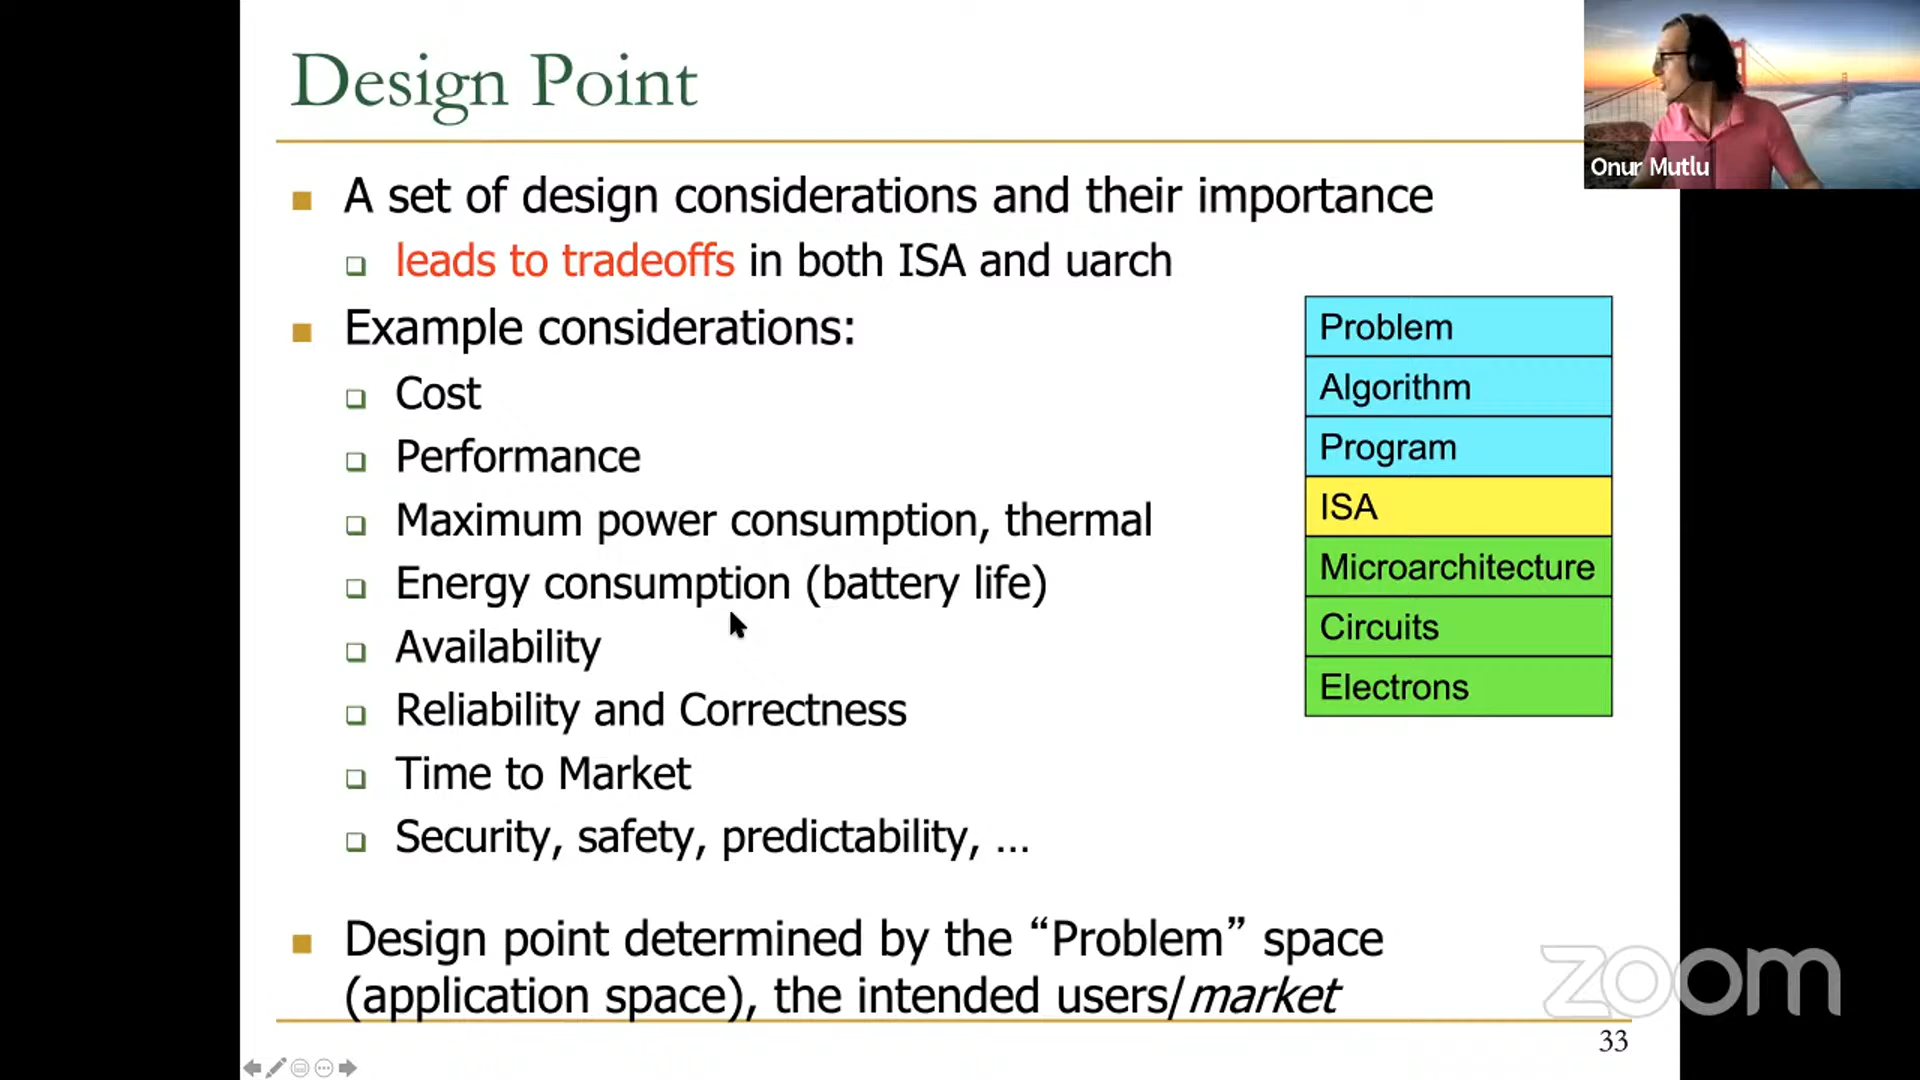 Design Point
Onur Mutlu
A set of design considerations and their importance
leads to tradeoffs in both ISA and uarch
Example considerations:
Cost
Performance
Maximum power consumption, thermal
Energy consumption (battery life)
Availability
Reliability and Correctness
Time to Market
Security, safety, predictability, ...
Problem
Algorithm
Program
ISA
Microarchitecture
Circuits
Electrons
Design point determined by the “Problem” space
(application space), the intended users/market
zoom
33